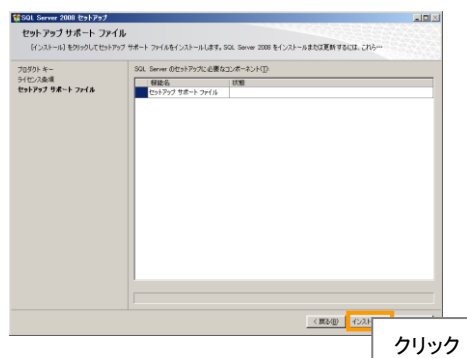 SQL Server 2008 セットアップ
セットアップ サポート ファイル
[インストール] をクリックしてセットアップ サポート ファイルをインストールします。SQL Server 2008 をインストールまたは更新するには、これら…
プロダクト キー
ライセンス条項
セットアップ サポート ファイル
SQL Server のセットアップに必要なコンポーネント(T):
機能名 状態
セットアップ サポート ファイル
< 戻る(B)
クリック